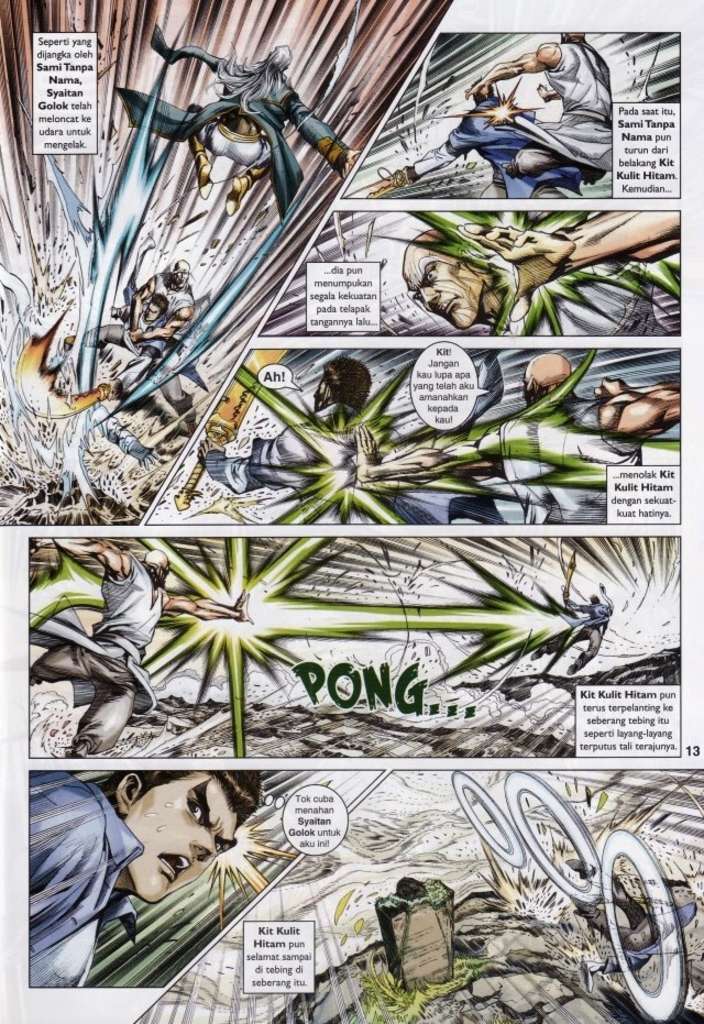 Seperti yang
dijangka oleh
Sami Tanpa
Nama,
Syaitan
Golok telah
meloncat ke
udara untuk
mengelak.
Pada saat itu,
Sami Tanpa
Nama pun
turun dari
belakang Kit
Kulit Hitam.
Kemudian...
...dia pun
menumpukan
segala kekuatan
pada telapak
tangannya lalu...
Ah!
Kit!
Jangan
kau lupa apa
yang telah aku
amanahkan
kepada
kau!
...menolak Kit
Kulit Hitam
dengan sekuat-
kuat hatinya.
PONG...
Kit Kulit Hitam pun
terus terpelanting ke
seberang tebing itu
seperti layang-layang
terputus tali terajunya.
13
Tok cuba
menahan
Syaitan
Golok untuk
aku ini!
Kit Kulit
Hitam pun
selamat sampai
di tebing di
seberang itu.